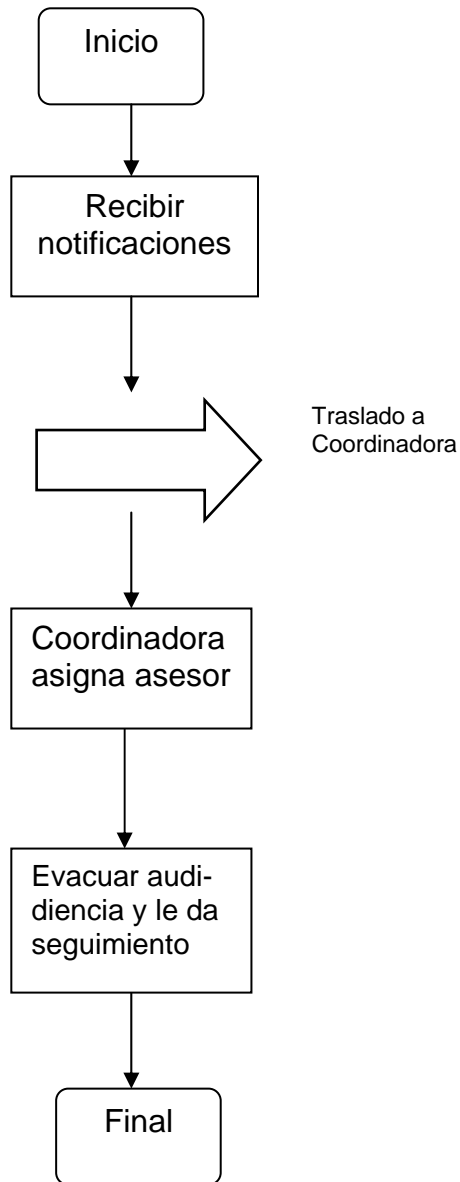 Inicio
Recibir
notificaciones
Traslado a
Coordinadora
Coordinadora
asigna asesor
Evacuar audi-
diencia y le da
seguimiento
Final